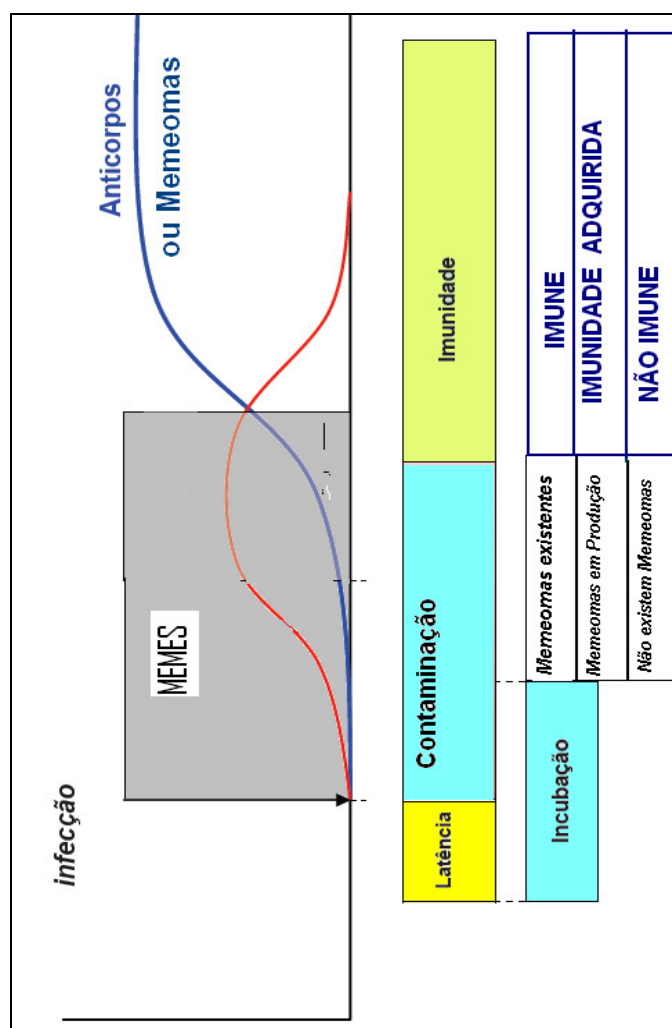 infecção
MEMES
Anticorpos
ou Memeomas
Latência
Contaminação
Imunidade
Incubação
Memeomas existentes
IMUNE
Memeomas em Produção
IMUNIDADE ADQUIRIDA
Não existem Memeomas
NÃO IMUNE